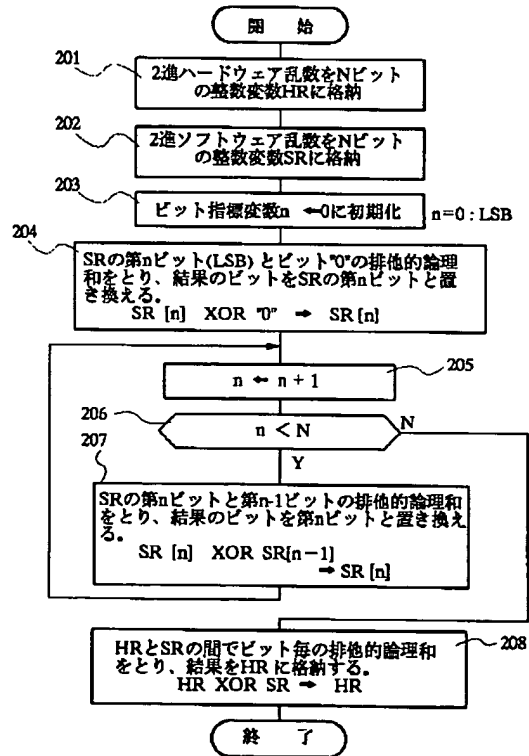 開　始
201
2進ハードウェア乱数をNビット
の整数変数HRに格納
202
2進ソフトウェア乱数をNビット
の整数変数SRに格納
203
ビット指標変数n ←0に初期化
n=0 : LSB
204
SRの第nビット(LSB) とビット"0"の排他的論理
和をとり、結果のビットをSRの第nビットと置
き換える。
SR [n] XOR "0" → SR [n]
205
n ← n + 1
206
n < N
N
Y
207
SRの第nビットと第n-1ビットの排他的論理和
をとり、結果のビットを第nビットと置き換え
る。
SR [n] XOR SR[n−1]
→ SR [n]
208
HRとSRの間でビット毎の排他的論理和
をとり、結果をHRに格納する。
HR XOR SR → HR
終　了